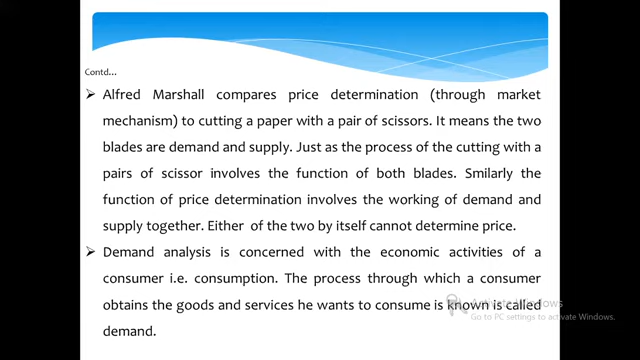 Contd...
➢ Alfred Marshall compares price determination (through market
mechanism) to cutting a paper with a pair of scissors. It means the two
blades are demand and supply. Just as the process of the cutting with a
pairs of scissor involves the function of both blades. Smilarly the
function of price determination involves the working of demand and
supply together. Either of the two by itself cannot determine price.
➢ Demand analysis is concerned with the economic activities of a
consumer i.e. consumption. The process through which a consumer
obtains the goods and services he wants to consume is known is called
demand.
Activate Windows
Go to PC settings to activate Windows.